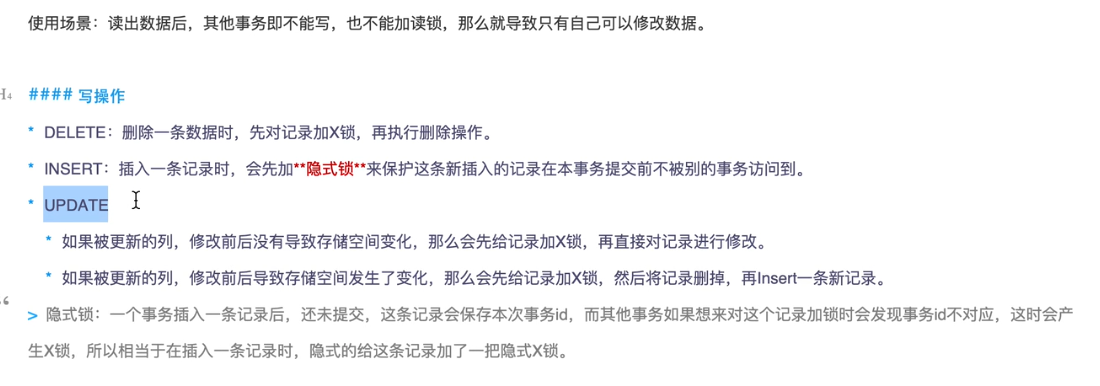 使用场景：读出数据后，其他事务即不能写，也不能加读锁，那么就导致只有自己可以修改数据。
H4 #### 写操作
* DELETE：删除一条数据时，先对记录加X锁，再执行删除操作。
* INSERT：插入一条记录时，会先加**隐式锁**来保护这条新插入的记录在本事务提交前不被别的事务访问到。
* UPDATE
* 如果被更新的列，修改前后没有导致存储空间变化，那么会先给记录加X锁，再直接对记录进行修改。
* 如果被更新的列，修改前后导致存储空间发生了变化，那么会先给记录加X锁，然后将记录删掉，再Insert一条新记录。
“
> 隐式锁：一个事务插入一条记录后，还未提交，这条记录会保存本次事务id，而其他事务如果想来对这个记录加锁时会发现事务id不对应，这时会产
生X锁，所以相当于在插入一条记录时，隐式的给这条记录加了一把隐式X锁。